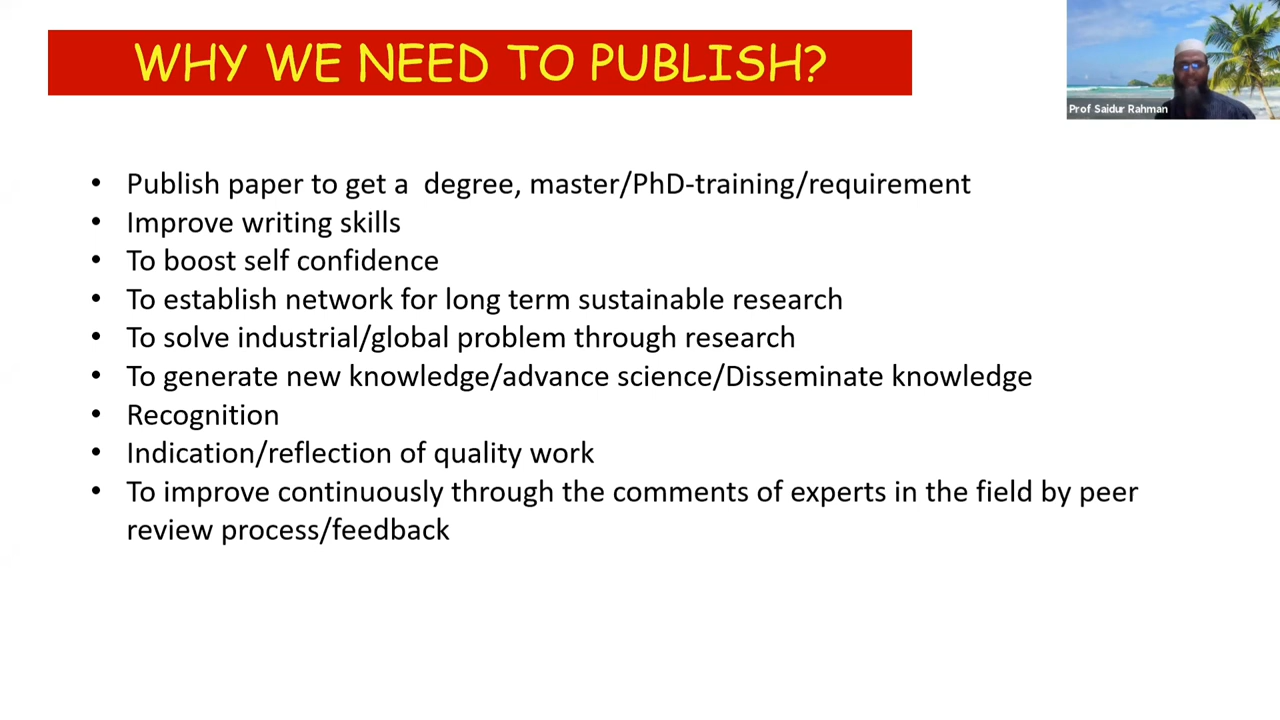 WHY WE NEED TO PUBLISH?
Prof Saidur Rahman
• Publish paper to get a  degree, master/PhD-training/requirement
• Improve writing skills
• To boost self confidence
• To establish network for long term sustainable research
• To solve industrial/global problem through research
• To generate new knowledge/advance science/Disseminate knowledge
• Recognition
• Indication/reflection of quality work
• To improve continuously through the comments of experts in the field by peer
review process/feedback